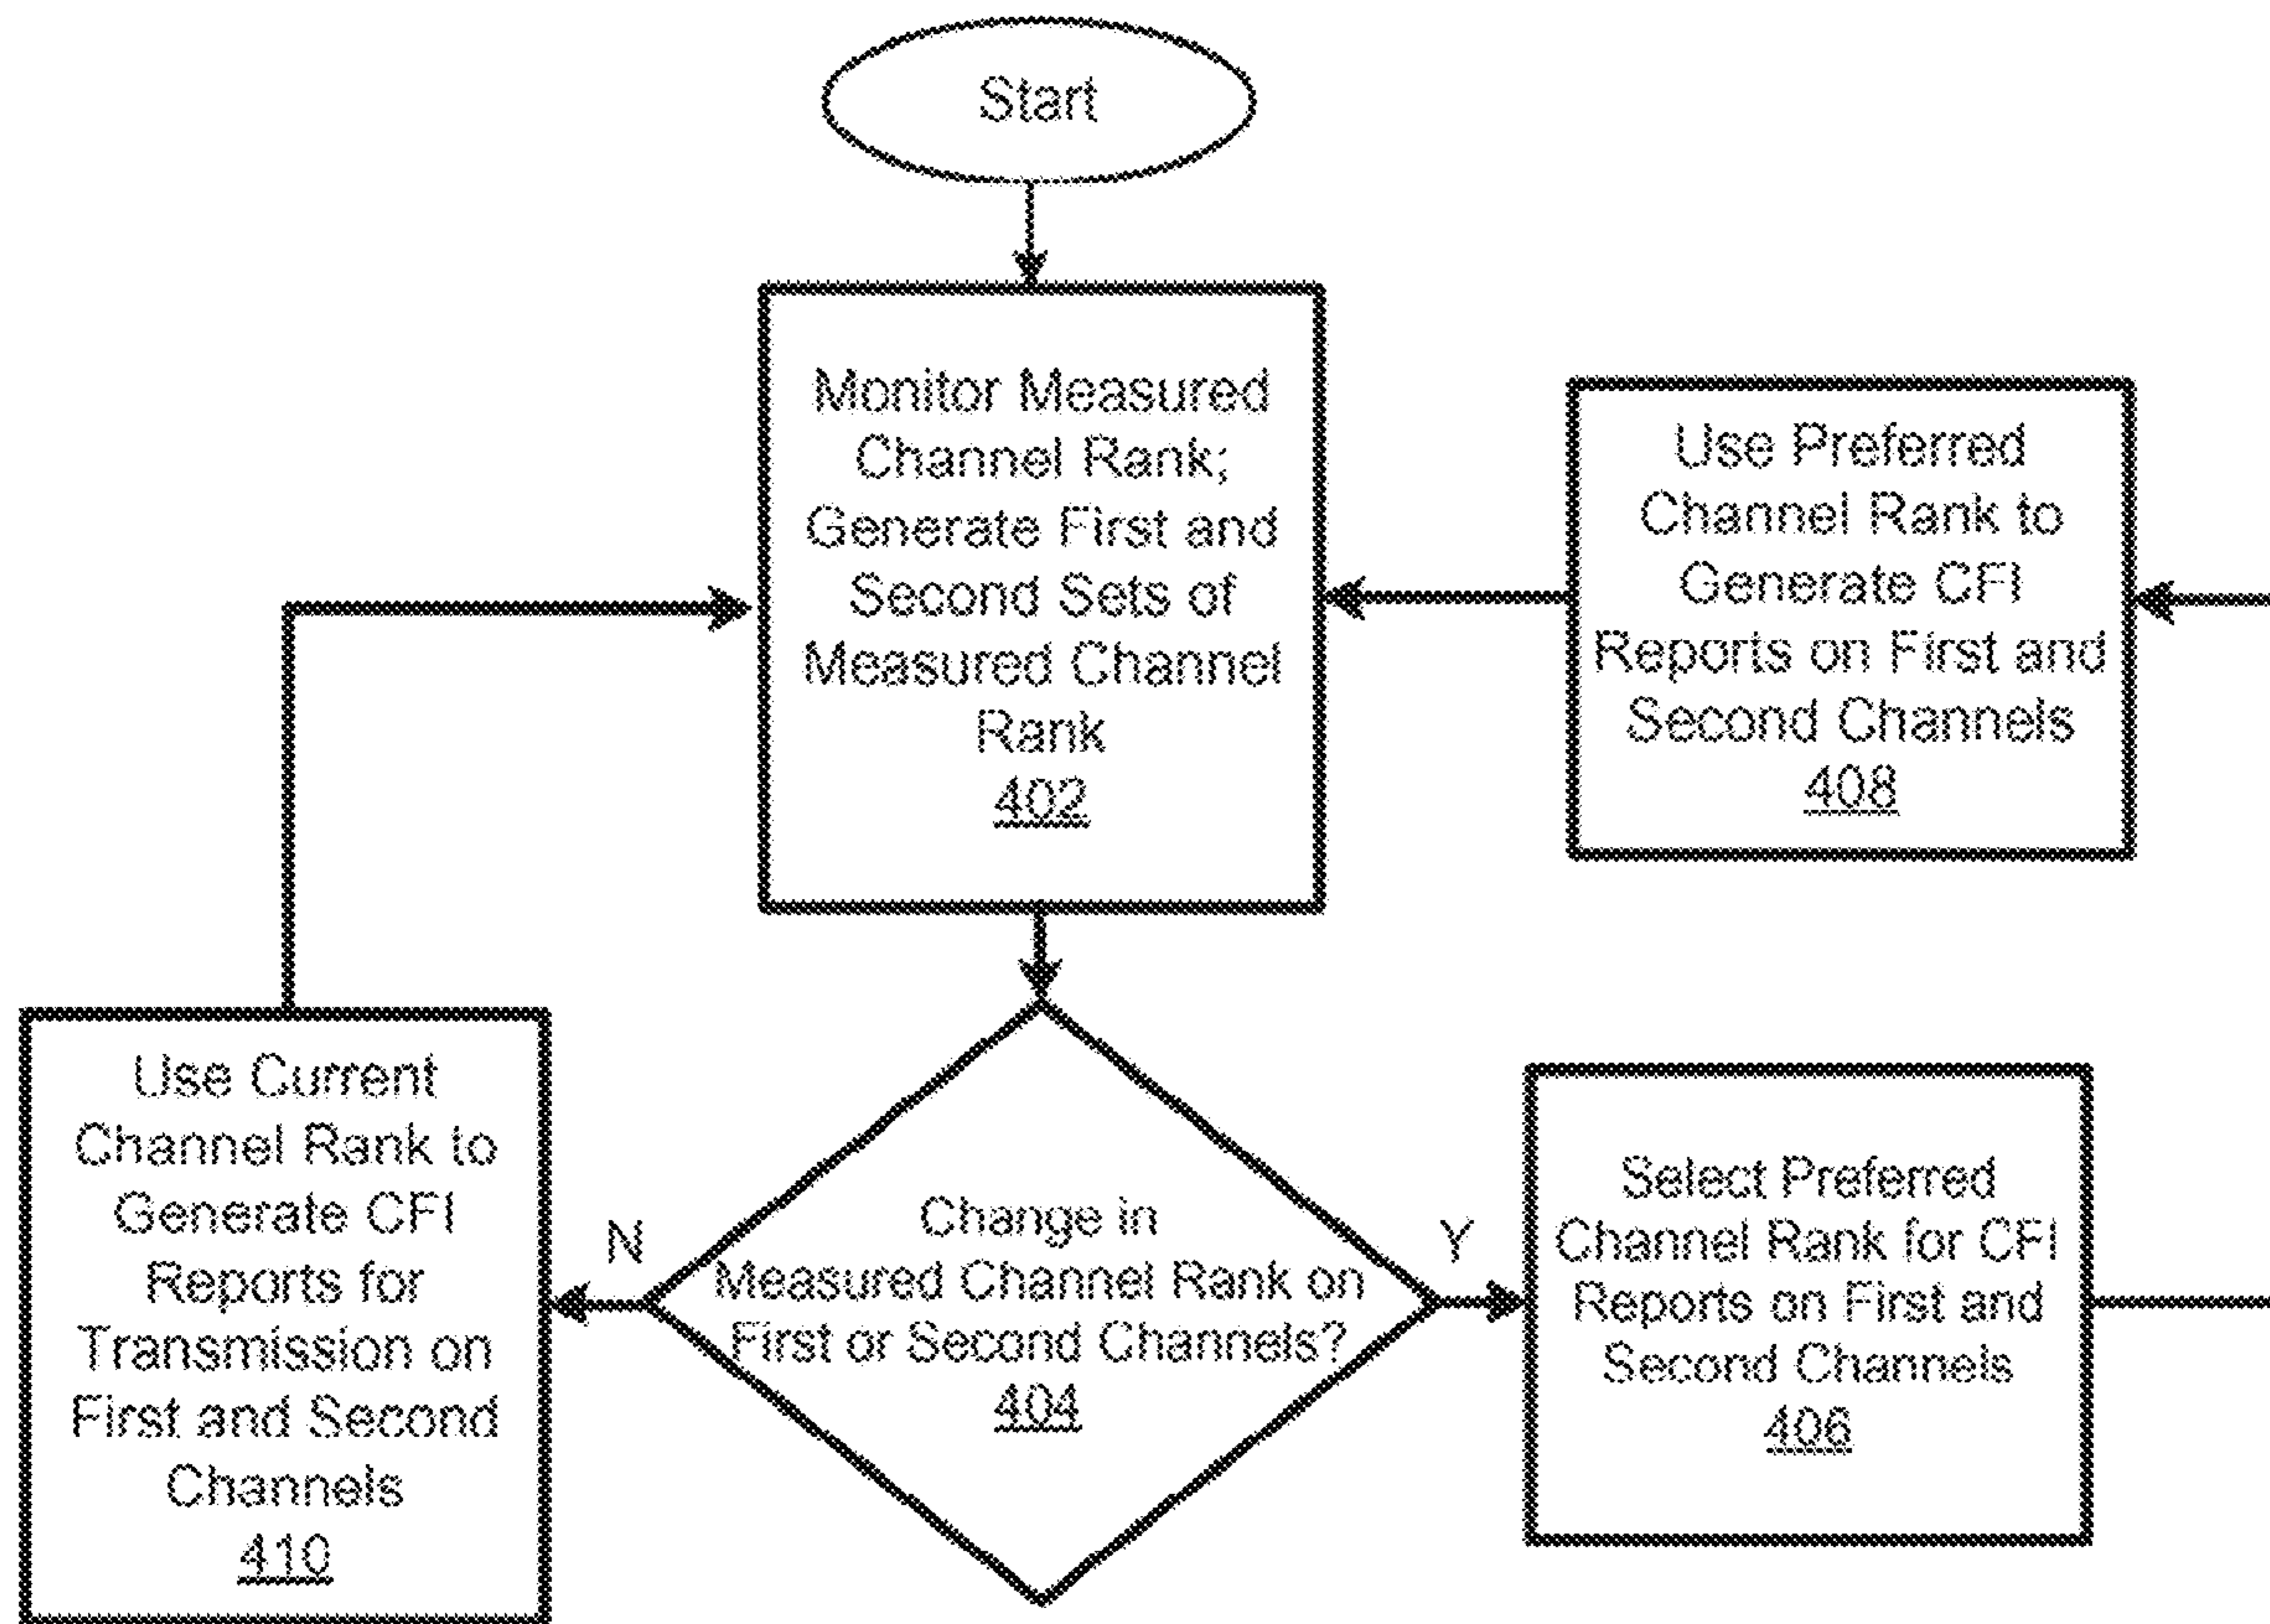 Start
Monitor Measured
Channel Rank;
Generate First and
Second Sets of
Measured Channel
Rank
402
Use Preferred
Channel Rank to
Generate CFI
Reports on First and
Second Channels
408
Use Current
Channel Rank to
Generate CFI
Reports for
Transmission on
First and Second
Channels
410
N
Change in
Measured Channel Rank on
First or Second Channels?
404
Y
Select Preferred
Channel Rank for CFI
Reports on First and
Second Channels
406